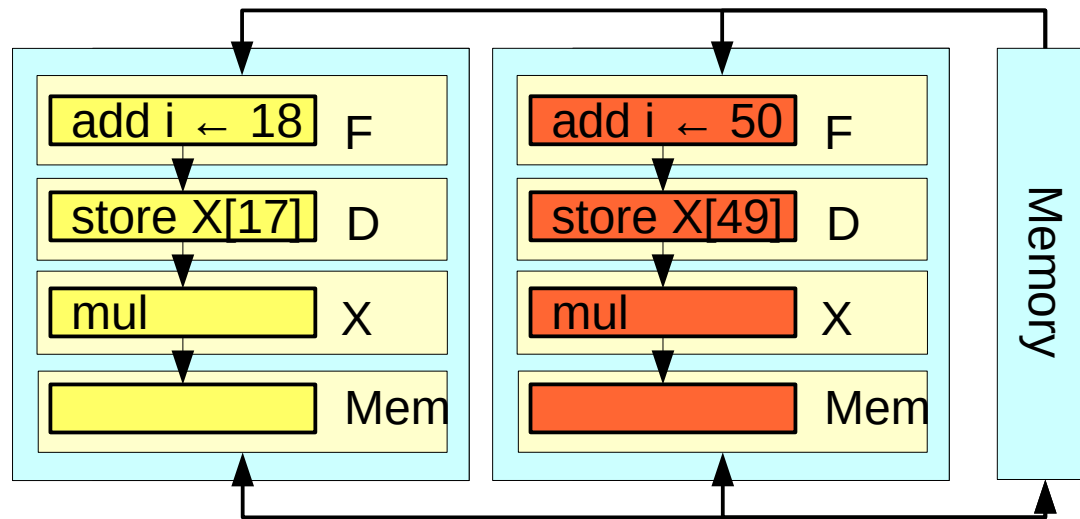 add i ← 18
F
store X[17]
D
mul
X
Mem
add i ← 50
F
store X[49]
D
mul
X
Mem
Memory